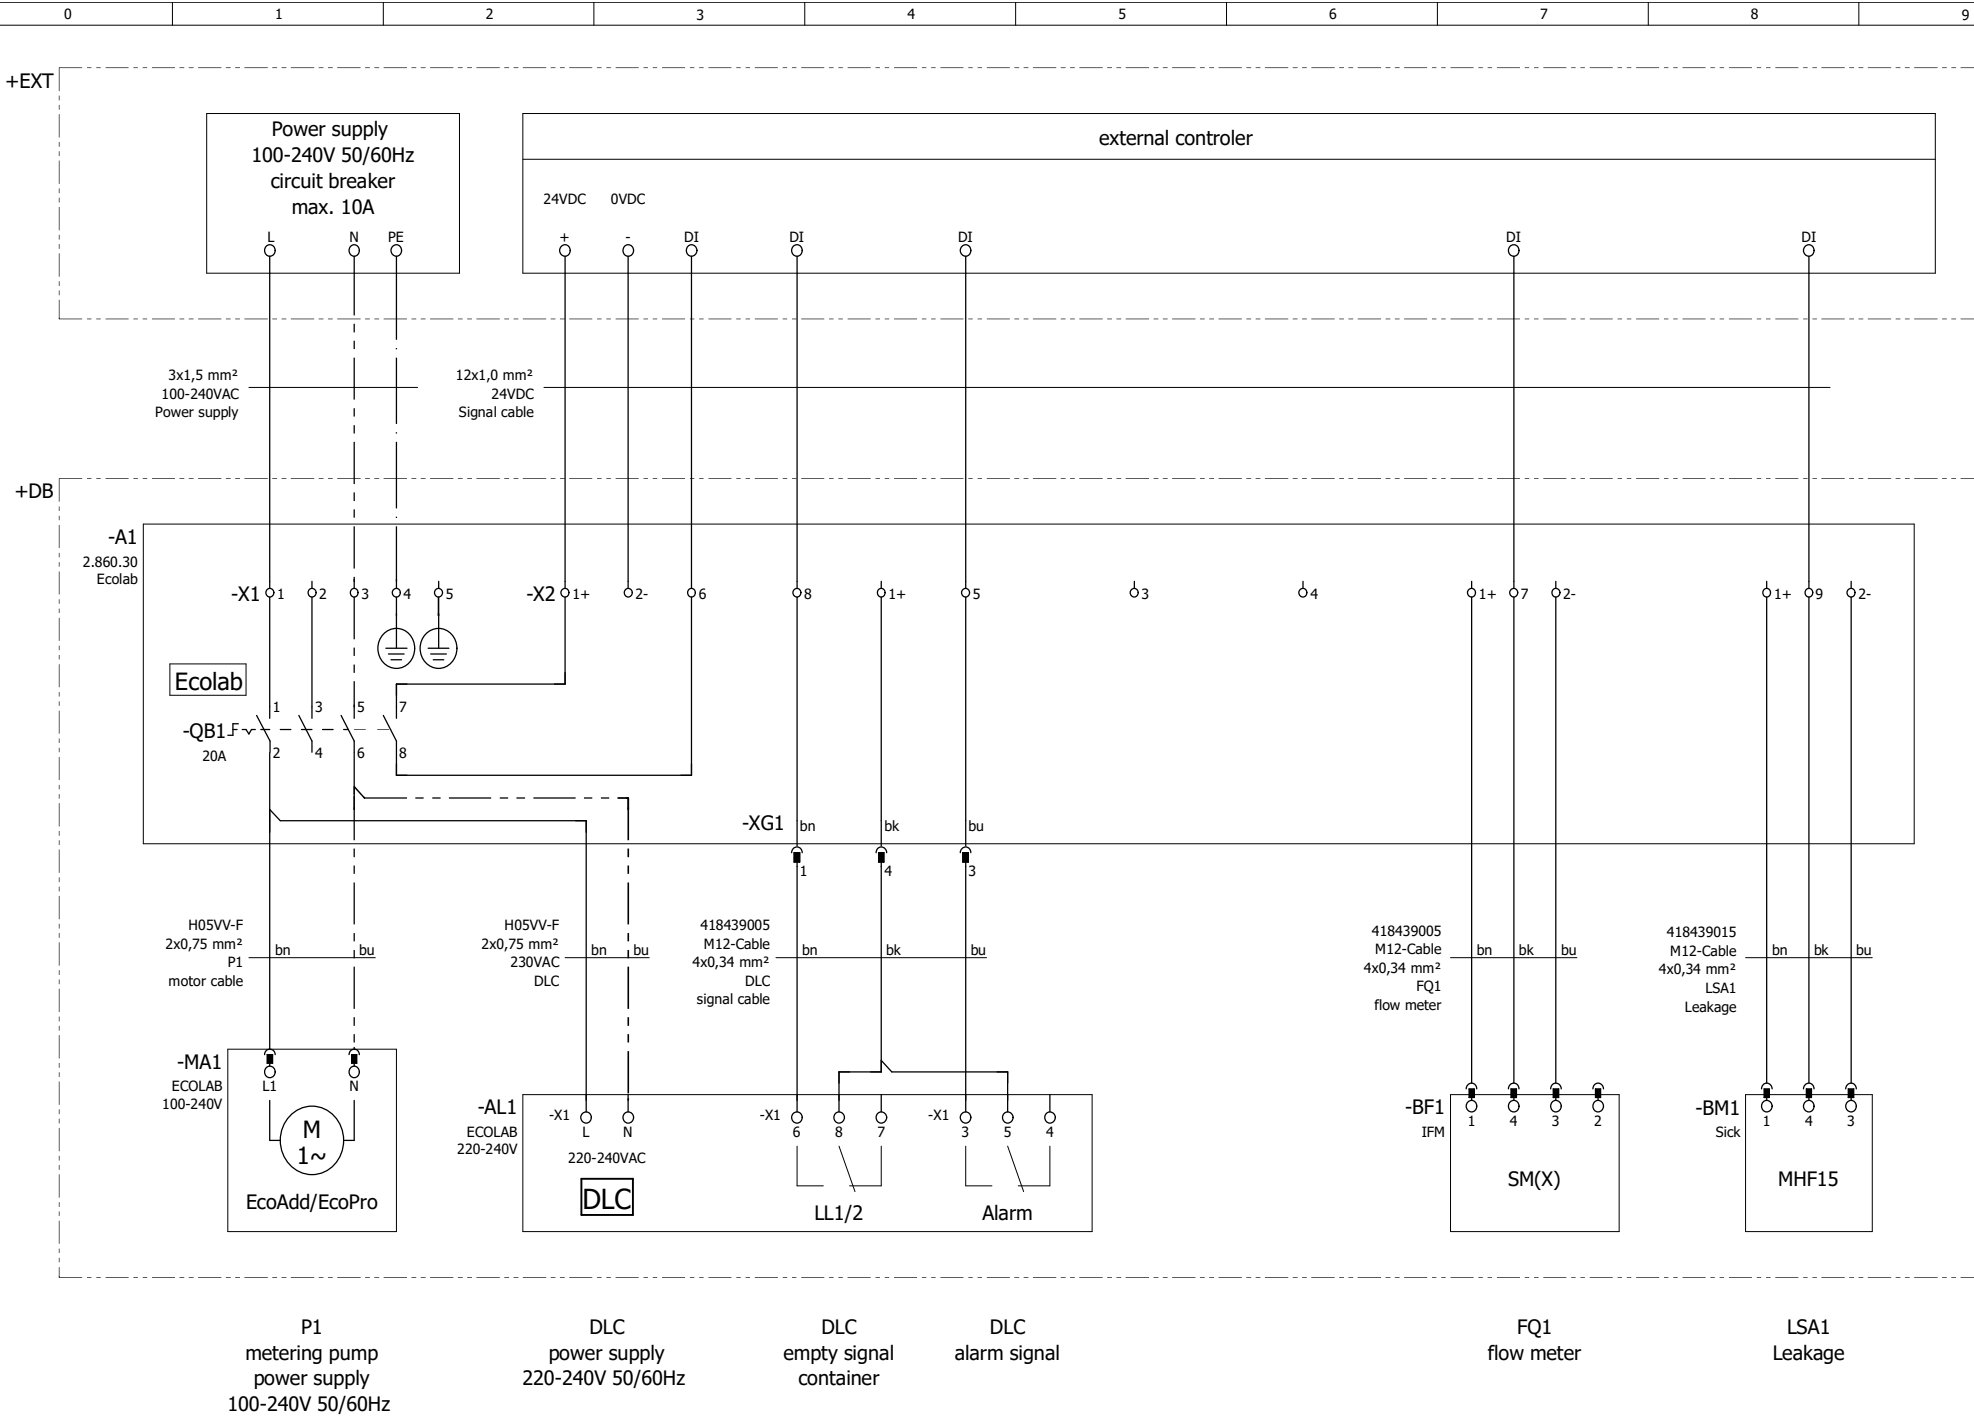 0 1 2 3 4 5 6 7 8 9
+EXT
Power supply
100-240V 50/60Hz
circuit breaker
max. 10A
L N PE
external controler
24VDC 0VDC
+ - DI DI DI DI DI
3x1,5 mm²
100-240VAC
Power supply
12x1,0 mm²
24VDC
Signal cable
+DB
-A1
2.860.30
Ecolab
-X1 1 2 3 4 5
-X2 1+ 2- 6 8 1+ 5 3 4 1+ 7 2- 1+ 9 2-
Ecolab
1 3 5 7
-QB1
20A
2 4 6 8
-XG1 bn bk bu
1 4 3
H05VV-F
2x0,75 mm²
P1
motor cable
bn bu
H05VV-F
2x0,75 mm²
230VAC
DLC
bn bu
418439005
M12-Cable
4x0,34 mm²
DLC
signal cable
bn bk bu
418439005
M12-Cable
4x0,34 mm²
FQ1
flow meter
bn bk bu
418439015
M12-Cable
4x0,34 mm²
LSA1
Leakage
bn bk bu
-MA1
ECOLAB
100-240V
L1 N
M
1~
EcoAdd/EcoPro
-AL1
ECOLAB
220-240V
-X1 L N
220-240VAC
DLC
-X1 6 8 7
LL1/2
-X1 3 5 4
Alarm
-BF1
IFM
1 4 3 2
SM(X)
-BM1
Sick
1 4 3
MHF15
P1
metering pump
power supply
100-240V 50/60Hz
DLC
power supply
220-240V 50/60Hz
DLC
empty signal
container
DLC
alarm signal
FQ1
flow meter
LSA1
Leakage